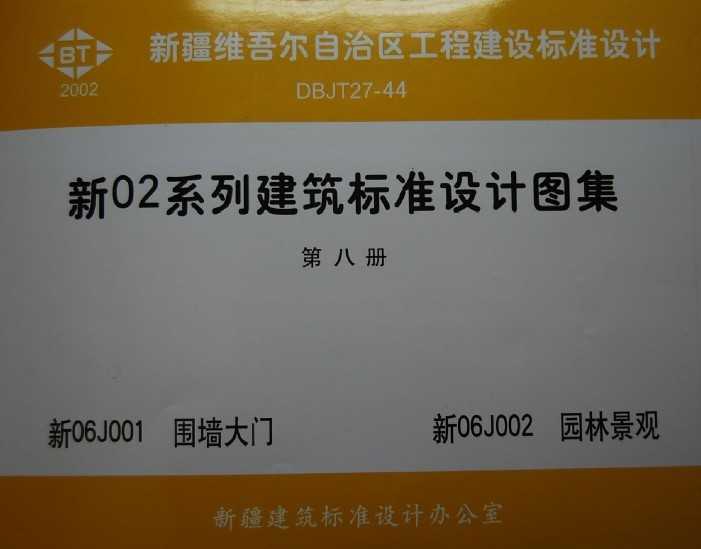 BT
2002
新疆维吾尔自治区工程建设标准设计
DBJT27-44
新02系列建筑标准设计图集
第八册
新06J001 围墙大门
新06J002 园林景观
新疆建筑标准设计办公室